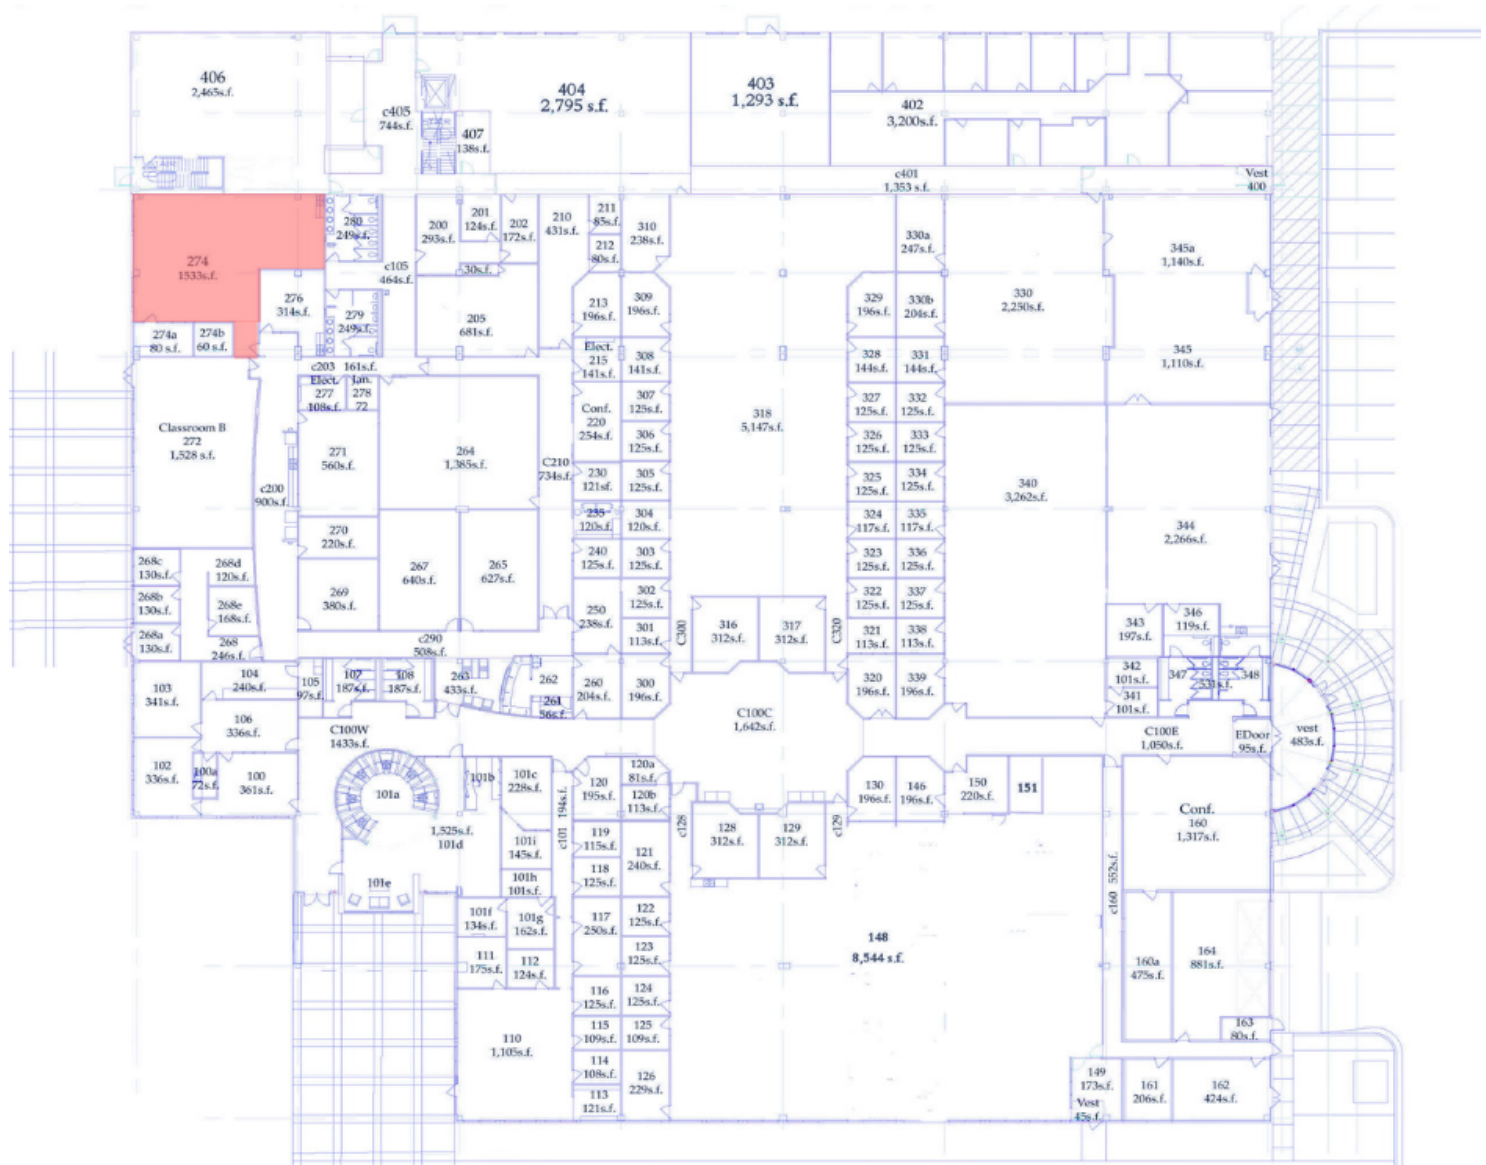 406
2,465s.f.
c405
744s.f.
407
138s.f.
404
2,795 s.f.
403
1,293 s.f.
402
3,200s.f.
c401
1,353 s.f.
Vest
400
274
1533s.f.
280
249s.f.
c105
464s.f.
276
314s.f.
279
249s.f.
274a
80 s.f.
274b
60 s.f.
200
293s.f.
201
124s.f.
202
172s.f.
30s.f.
205
681s.f.
210
431s.f.
211
85s.f.
212
80s.f.
310
238s.f.
213
196s.f.
309
196s.f.
Elect.
215
141s.f.
308
141s.f.
307
125s.f.
Conf.
220
254s.f.
306
125s.f.
230
121sf.
305
125s.f.
235
120s.f.
304
120s.f.
240
125s.f.
303
125s.f.
302
125s.f.
250
238s.f.
301
113s.f.
260
204s.f.
300
196s.f.
c203
161s.f.
Elect.
277
108s.f.
Jan.
278
72
Classroom B
272
1,528 s.f.
c200
900s.f.
271
560s.f.
264
1,385s.f.
C210
734s.f.
270
220s.f.
269
380s.f.
267
640s.f.
265
627s.f.
268c
130s.f.
268d
120s.f.
268b
130s.f.
268e
168s.f.
268a
130s.f.
268
246s.f.
c290
508s.f.
318
5,147s.f.
330a
247s.f.
329
196s.f.
330b
204s.f.
328
144s.f.
331
144s.f.
327
125s.f.
332
125s.f.
326
125s.f.
333
125s.f.
325
125s.f.
334
125s.f.
324
117s.f.
335
117s.f.
323
125s.f.
336
125s.f.
322
125s.f.
337
125s.f.
321
113s.f.
338
113s.f.
320
196s.f.
339
196s.f.
C300
316
312s.f.
317
312s.f.
C320
330
2,250s.f.
345a
1,140s.f.
345
1,110s.f.
340
3,262s.f.
344
2,266s.f.
343
197s.f.
346
119s.f.
342
101s.f.
341
101s.f.
347
531s.f.
348
C100E
1,050s.f.
EDoor
95s.f.
vest
483s.f.
103
341s.f.
104
240s.f.
105
97s.f.
107
187s.f.
108
187s.f.
263
433s.f.
262
261
56s.f.
106
336s.f.
102
336s.f.
100a
72s.f.
100
361s.f.
C100W
1433s.f.
C100C
1,642s.f.
101a
101b
101c
228s.f.
c101 194s.f.
1,525s.f.
101d
101i
145s.f.
101h
101s.f.
101e
101f
134s.f.
101g
162s.f.
111
175s.f.
112
124s.f.
110
1,105s.f.
120
195s.f.
120a
81s.f.
120b
113s.f.
119
115s.f.
118
125s.f.
121
240s.f.
117
250s.f.
122
125s.f.
123
125s.f.
116
125s.f.
124
125s.f.
115
109s.f.
125
109s.f.
114
108s.f.
113
121s.f.
126
229s.f.
c128
128
312s.f.
129
312s.f.
c129
130
196s.f.
146
196s.f.
150
220s.f.
151
148
8,544 s.f.
c160 552s.f.
Conf.
160
1,317s.f.
160a
475s.f.
164
881s.f.
163
80s.f.
149
173s.f.
Vest
45s.f.
161
206s.f.
162
424s.f.